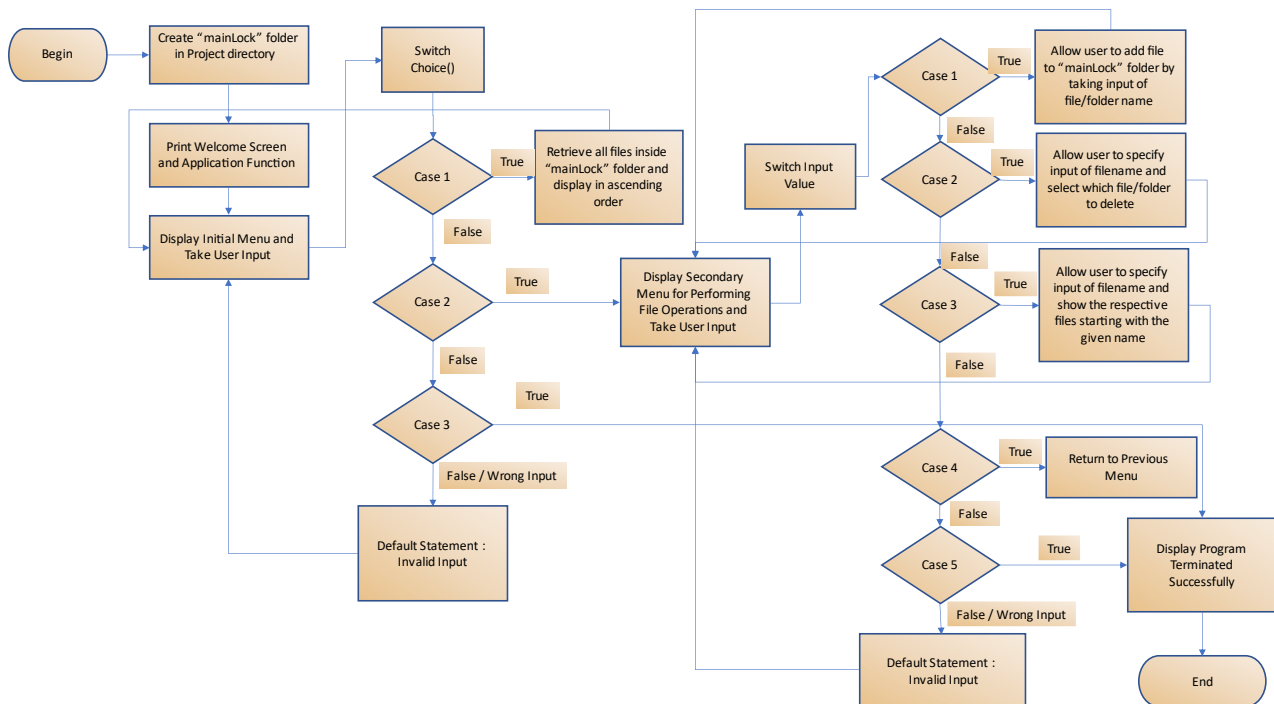 Begin
Create “mainLock” folder
in Project directory
Print Welcome Screen
and Application Function
Display Initial Menu and
Take User Input
Switch
Choice()
Case 1
True
Retrieve all files inside
“mainLock” folder and
display in ascending
order
False
Case 2
True
False
Case 3
True
False / Wrong Input
Default Statement :
Invalid Input
Display Secondary
Menu for Performing
File Operations and
Take User Input
Switch Input
Value
Case 1
True
Allow user to add file
to “mainLock” folder by
taking input of
file/folder name
False
Case 2
True
Allow user to specify
input of filename and
select which file/folder
to delete
False
Case 3
True
Allow user to specify
input of filename and
show the respective
files starting with the
given name
False
Case 4
True
Return to Previous
Menu
False
Case 5
True
Display Program
Terminated
Successfully
False / Wrong Input
Default Statement :
Invalid Input
End